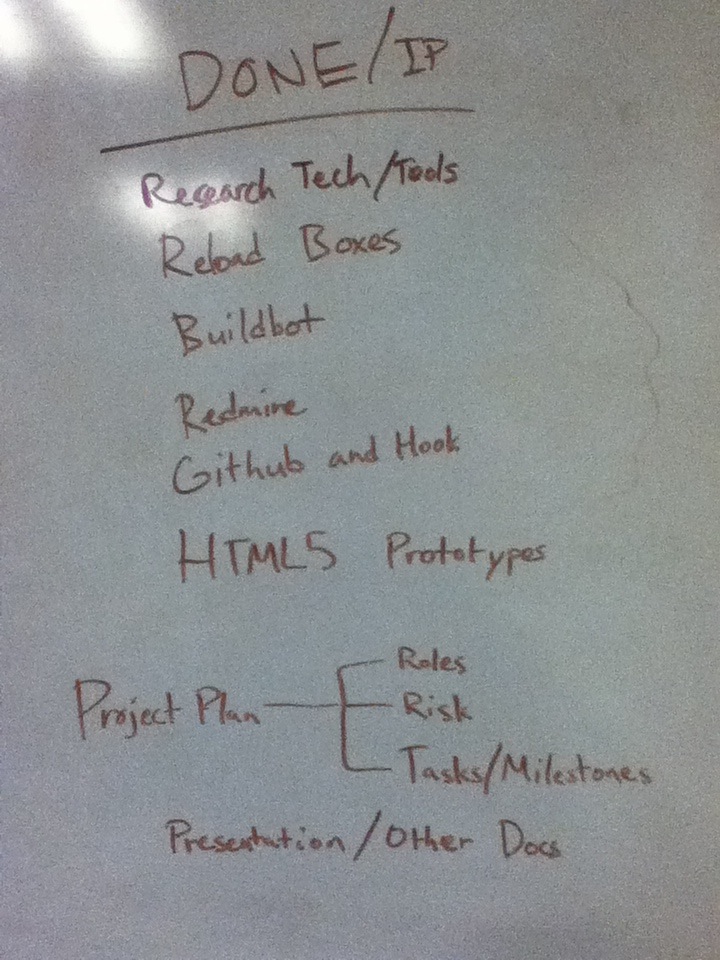 DONE/IP
Research Tech/Tools
Reload Boxes
Buildbot
Redmine
Github and Hook
HTML5 Prototypes
Roles
Project Plan Risk
Tasks/Milestones
Presentation/Other Docs